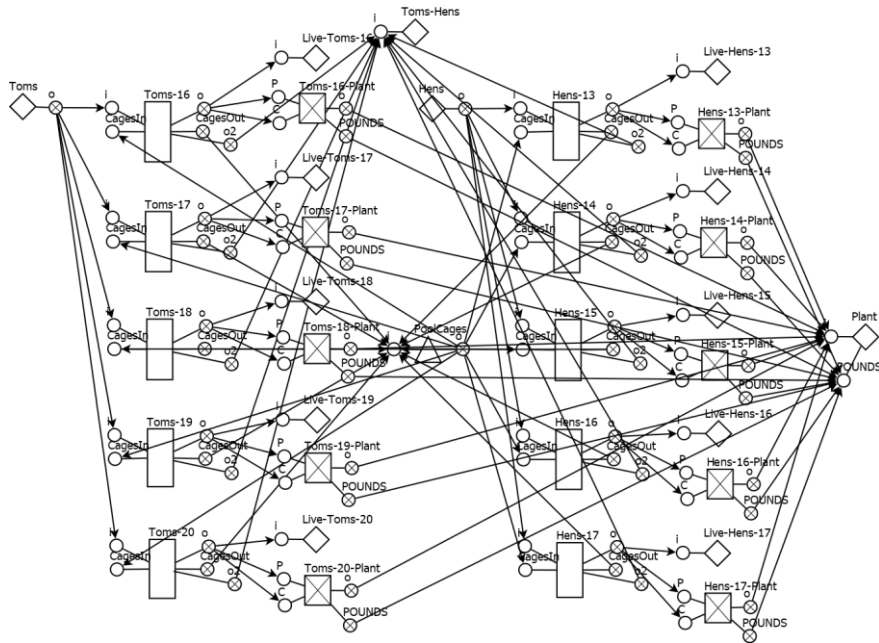 i
Toms-Hens
Live-Toms-16
i
Live-Hens-13
i
Toms
o
i
Toms-16
o
P
Toms-16-Plant
o
Hens
o
i
Hens-13
o
P
Hens-13-Plant
o
CagesIn
CagesOut
o2
C
POUNDS
CagesIn
CagesOut
o2
C
POUNDS
Live-Toms-17
i
Live-Hens-14
i
i
Toms-17
o
P
Toms-17-Plant
o
i
Hens-14
o
P
Hens-14-Plant
o
CagesIn
CagesOut
o2
C
POUNDS
CagesIn
CagesOut
o2
C
POUNDS
Live-Toms-18
i
Live-Hens-15
i
i
Toms-18
o
P
Toms-18-Plant
o
i
PoolCages
o
i
Hens-15
o
P
Hens-15-Plant
o
i
Plant
CagesIn
CagesOut
o2
C
POUNDS
CagesIn
CagesOut
o2
C
POUNDS
POUNDS
Live-Toms-19
i
Live-Hens-16
i
i
Toms-19
o
P
Toms-19-Plant
o
i
Hens-16
o
P
Hens-16-Plant
o
CagesIn
CagesOut
o2
C
POUNDS
CagesIn
CagesOut
o2
C
POUNDS
Live-Toms-20
i
Live-Hens-17
i
i
Toms-20
o
P
Toms-20-Plant
o
i
Hens-17
o
P
Hens-17-Plant
o
CagesIn
CagesOut
o2
C
POUNDS
CagesIn
CagesOut
o2
C
POUNDS